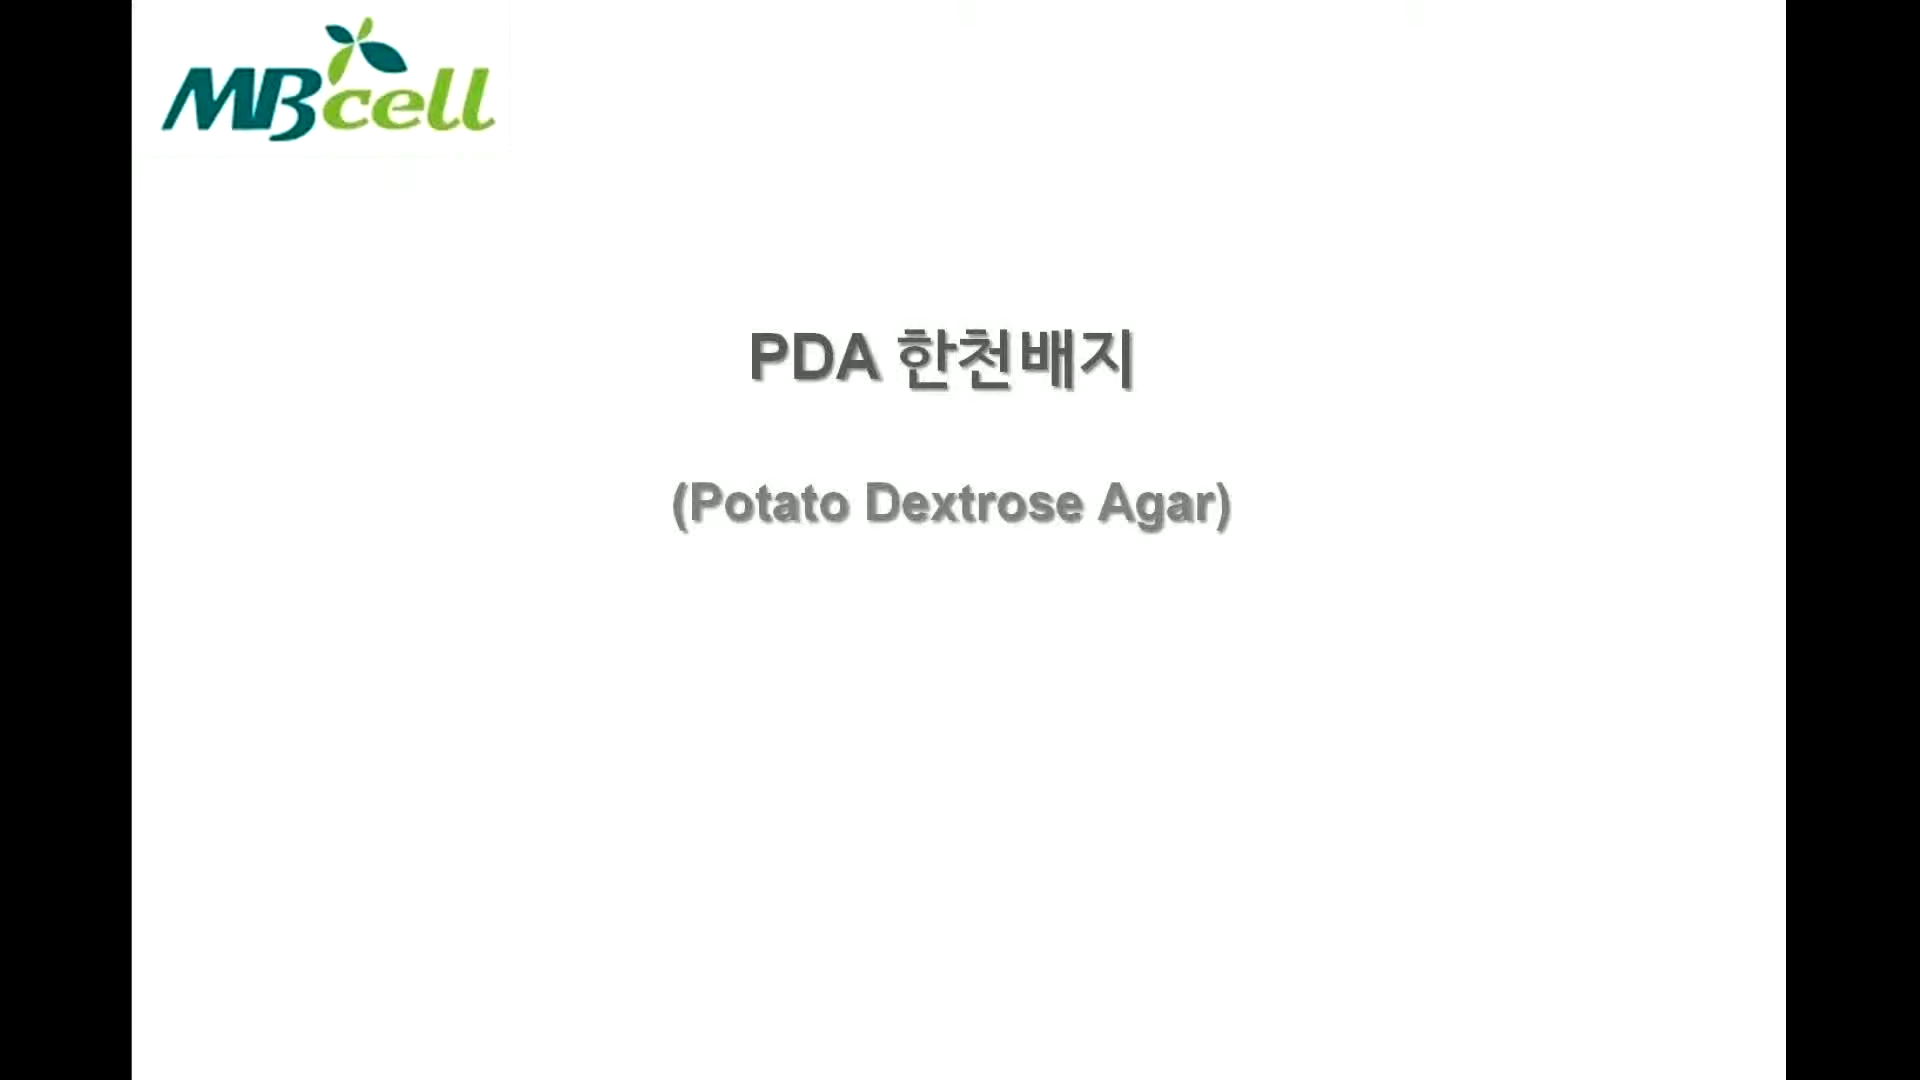 MBcell
PDA 한천배지
(Potato Dextrose Agar)